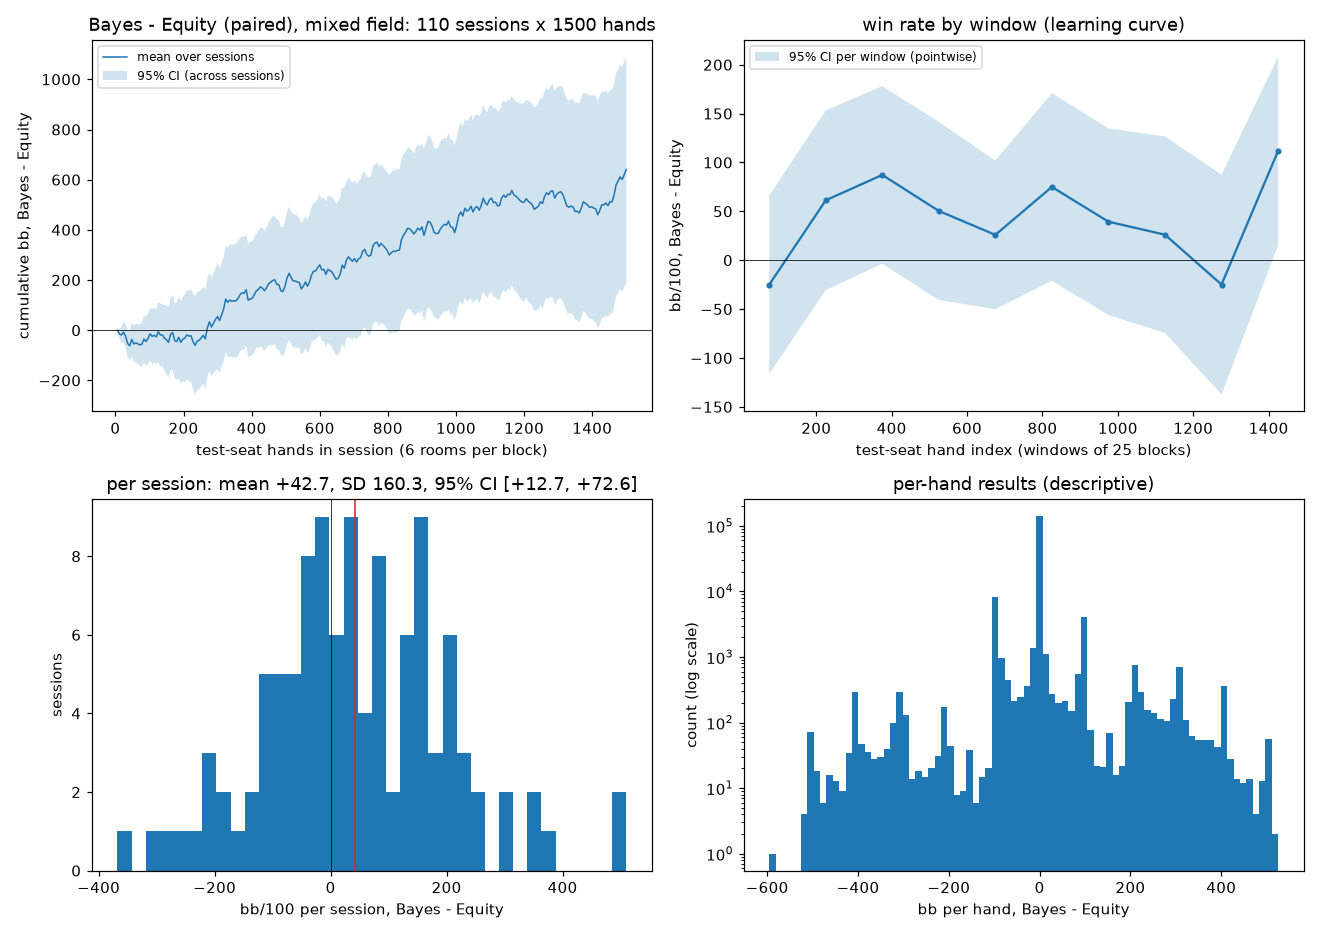 Bayes - Equity (paired), mixed field: 110 sessions x 1500 hands
mean over sessions
95% CI (across sessions)
1000
800
600
400
200
0
−200
cumulative bb, Bayes - Equity
0 200 400 600 800 1000 1200 1400
test-seat hands in session (6 rooms per block)
win rate by window (learning curve)
95% CI per window (pointwise)
200
150
100
50
0
−50
−100
−150
bb/100, Bayes - Equity
200 400 600 800 1000 1200 1400
test-seat hand index (windows of 25 blocks)
per session: mean +42.7, SD 160.3, 95% CI [+12.7, +72.6]
8
6
4
2
0
sessions
−400 −200 0 200 400
bb/100 per session, Bayes - Equity
per-hand results (descriptive)
10^5
10^4
10^3
10^2
10^1
10^0
count (log scale)
−600 −400 −200 0 200 400
bb per hand, Bayes - Equity